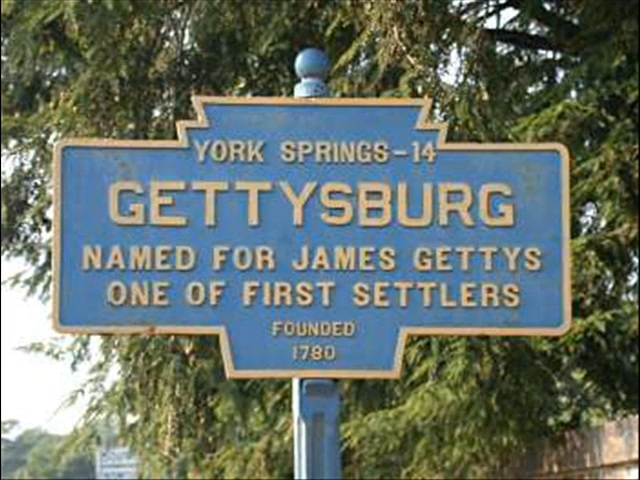 YORK SPRINGS-14
GETTYSBURG
NAMED FOR JAMES GETTYS
ONE OF FIRST SETTLERS
FOUNDED
1780